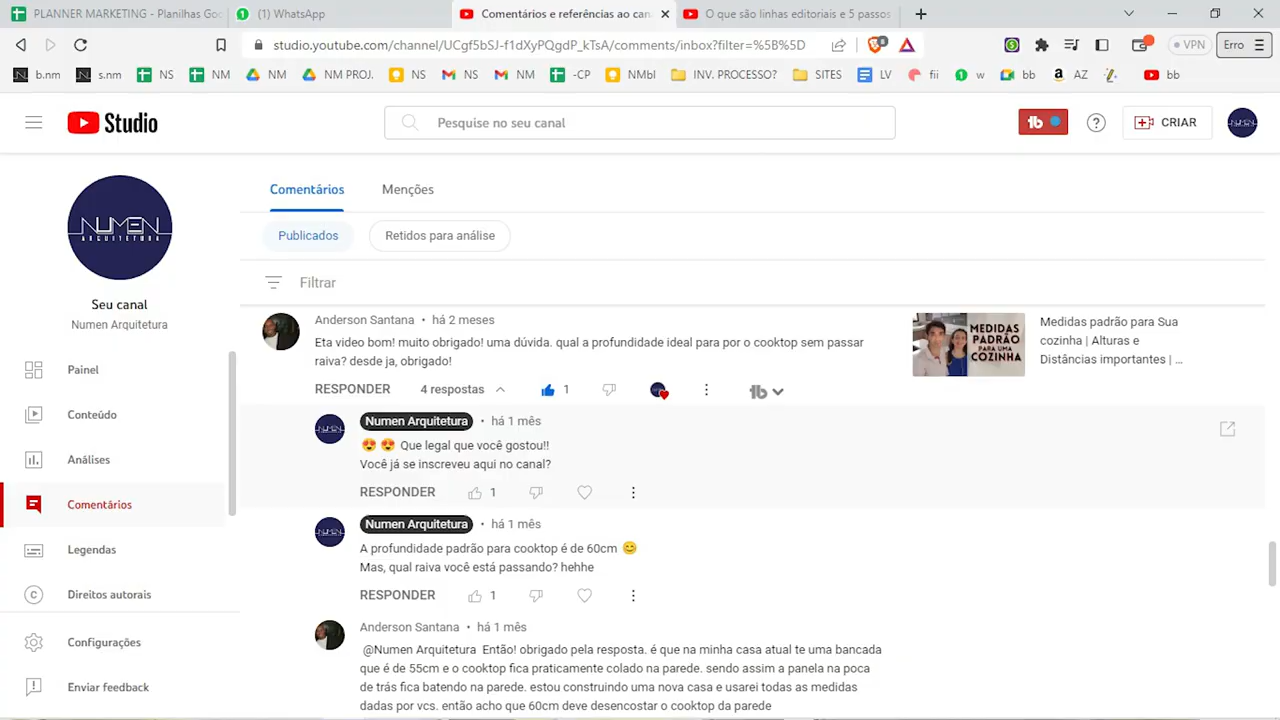 PLANNER MARKETING - Planilhas Goo
(1) WhatsApp
Comentários e referências ao can
O que são linhas editoriais e 5 passos
studio.youtube.com/channel/UCgf5bSJ-f1dXyPQgdP_kTsA/comments/inbox?filter=%5B%5D
VPN
Erro
b.nm
s.nm
NS
NM
NM
NM PROJ.
NS
NS
NM
-CP
NMbl
INV. PROCESSO?
SITES
LV
fii
w
bb
AZ
bb
Studio
Pesquise no seu canal
CRIAR
NUMEN
ARQUITETURA
Seu canal
Numen Arquitetura
Painel
Conteúdo
Análises
Comentários
Legendas
Direitos autorais
Configurações
Enviar feedback
Comentários
Menções
Publicados
Retidos para análise
Filtrar
Anderson Santana • há 2 meses
Eta video bom! muito obrigado! uma dúvida. qual a profundidade ideal para por o cooktop sem passar
raiva? desde ja, obrigado!
RESPONDER 4 respostas 1
MEDIDAS
PADRÃO
PARA UMA
COZINHA
Medidas padrão para Sua
cozinha | Alturas e
Distâncias importantes | ...
Numen Arquitetura • há 1 mês
😍 😍 Que legal que você gostou!!
Você já se inscreveu aqui no canal?
RESPONDER 1
Numen Arquitetura • há 1 mês
A profundidade padrão para cooktop é de 60cm 😊
Mas, qual raiva você está passando? hehhe
RESPONDER 1
Anderson Santana • há 1 mês
@Numen Arquitetura Então! obrigado pela resposta. é que na minha casa atual te uma bancada
que é de 55cm e o cooktop fica praticamente colado na parede. sendo assim a panela na poca
de trás fica batendo na parede. estou construindo uma nova casa e usarei todas as medidas
dadas por vcs. então acho que 60cm deve desencostar o cooktop da parede